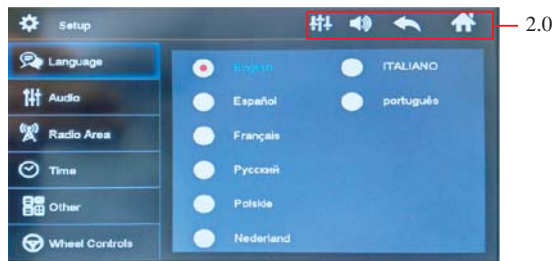 Setup
2.0
Language
English
ITALIANO
Audio
Español
português
Radio Area
Français
Time
Русский
Other
Polskie
Wheel Controls
Nederland